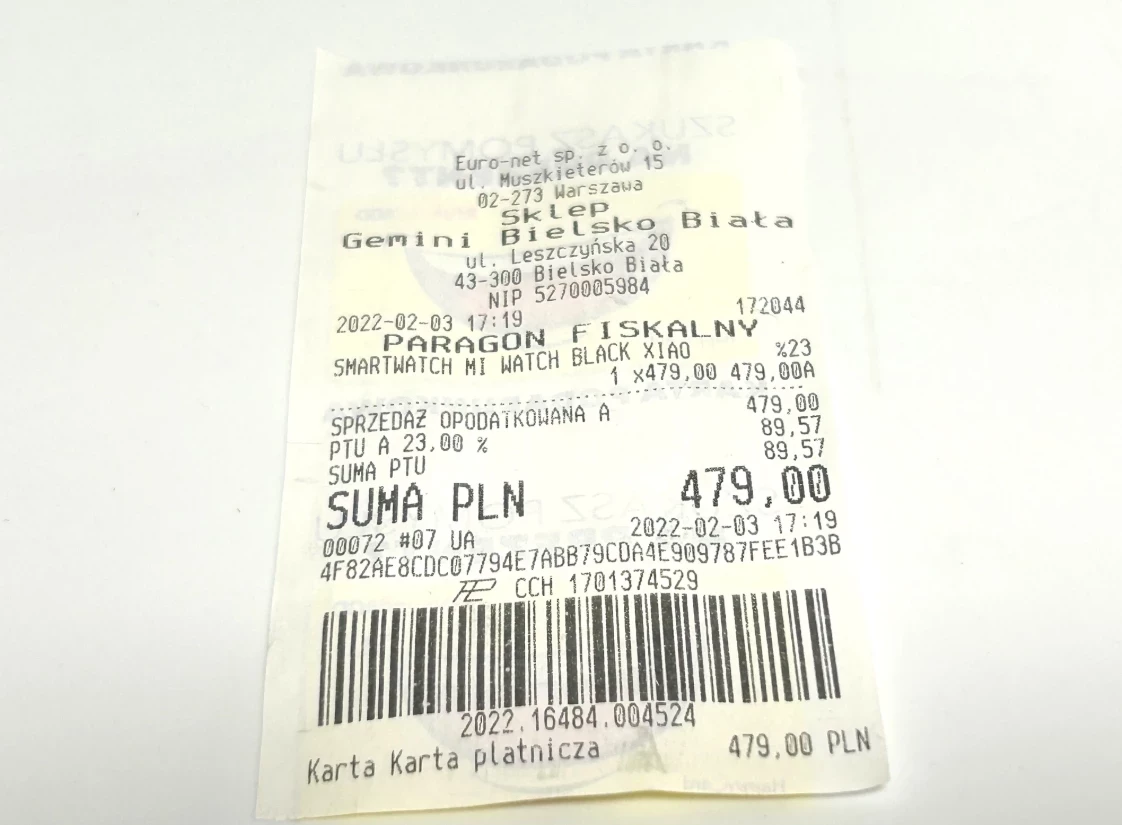 Euro-net sp. z o. o.
ul. Muszkieterów 15
02-273 Warszawa
Sklep
Gemini Bielsko Biała
ul. Leszczyńska 20
43-300 Bielsko Biała
NIP 5270005984
2022-02-03 17:19 172044
PARAGON FISKALNY
SMARTWATCH MI WATCH BLACK XIAO %23
1 x479,00 479,00A
SPRZEDAŻ OPODATKOWANA A 479,00
PTU A 23,00 % 89,57
SUMA PTU 89,57
SUMA PLN 479,00
00072 #07 UA 2022-02-03 17:19
4F82AE8CDC07794E7ABB79CDA4E909787FEE1B3B
CCH 1701374529
2022.16484.004524
Karta Karta płatnicza 479,00 PLN